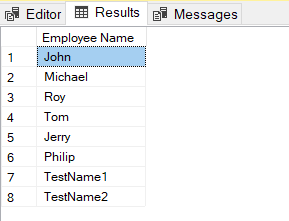 Editor Results Messages
Employee Name
1 John
2 Michael
3 Roy
4 Tom
5 Jerry
6 Philip
7 TestName1
8 TestName2